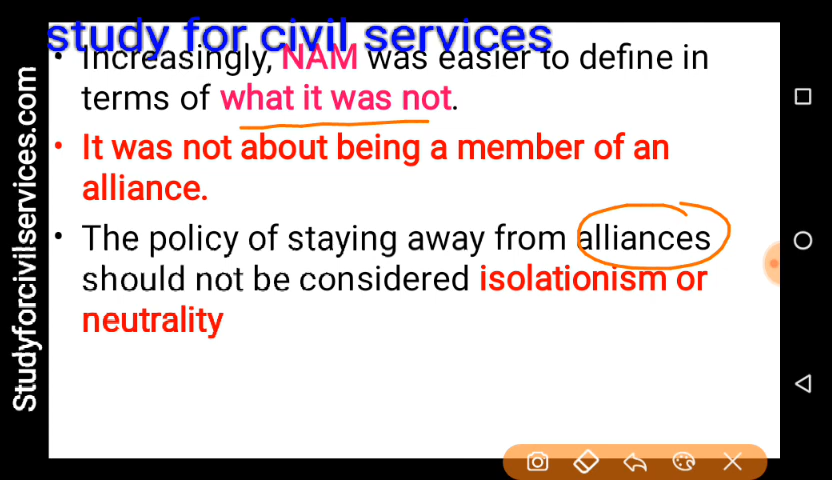 study for civil services
• Increasingly, NAM was easier to define in
terms of what it was not.
• It was not about being a member of an
alliance.
• The policy of staying away from alliances
should not be considered isolationism or
neutrality
Studyforcivilservices.com